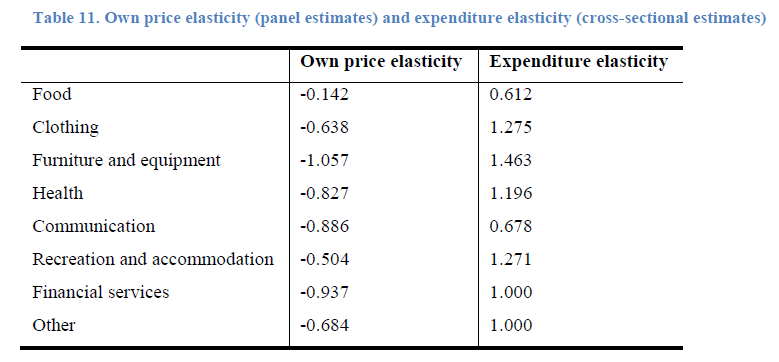 Table 11. Own price elasticity (panel estimates) and expenditure elasticity (cross-sectional estimates)
Own price elasticity Expenditure elasticity
Food -0.142 0.612
Clothing -0.638 1.275
Furniture and equipment -1.057 1.463
Health -0.827 1.196
Communication -0.886 0.678
Recreation and accommodation -0.504 1.271
Financial services -0.937 1.000
Other -0.684 1.000